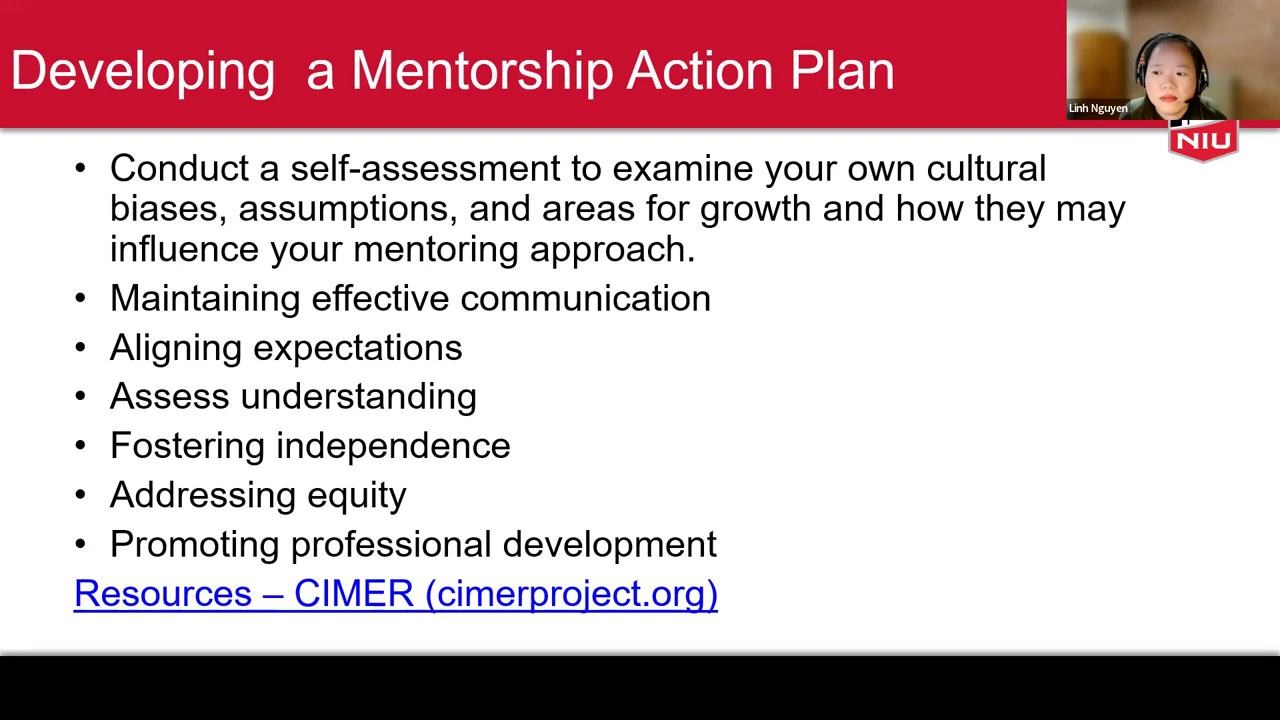 Developing a Mentorship Action Plan
Linh Nguyen
NIU
• Conduct a self-assessment to examine your own cultural
biases, assumptions, and areas for growth and how they may
influence your mentoring approach.
• Maintaining effective communication
• Aligning expectations
• Assess understanding
• Fostering independence
• Addressing equity
• Promoting professional development
Resources – CIMER (cimerproject.org)